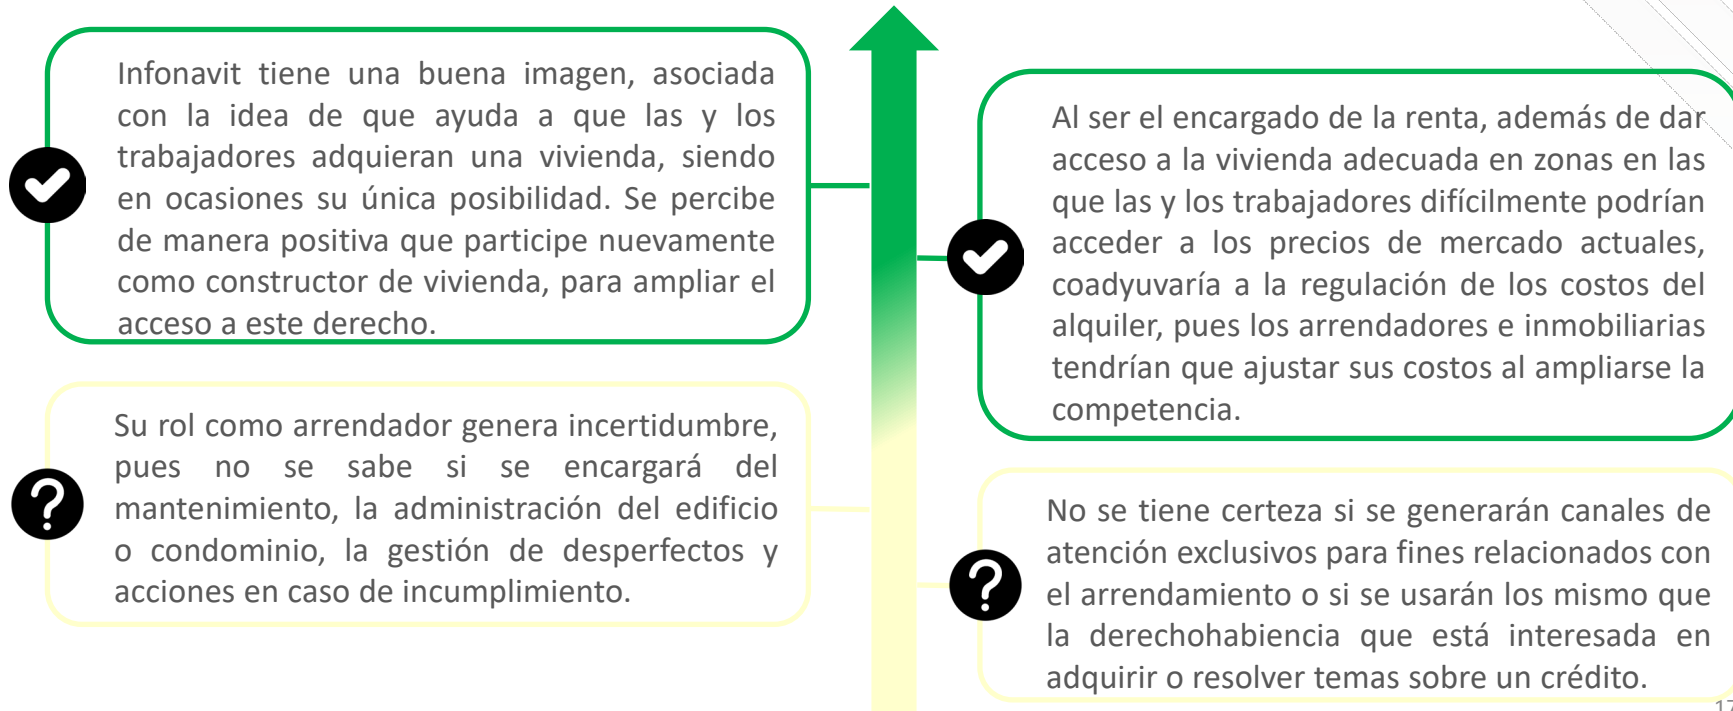 Infonavit tiene una buena imagen, asociada
con la idea de que ayuda a que las y los
trabajadores adquieran una vivienda, siendo
en ocasiones su única posibilidad. Se percibe
de manera positiva que participe nuevamente
como constructor de vivienda, para ampliar el
acceso a este derecho.
Al ser el encargado de la renta, además de dar
acceso a la vivienda adecuada en zonas en las
que las y los trabajadores difícilmente podrían
acceder a los precios de mercado actuales,
coadyuvaría a la regulación de los costos del
alquiler, pues los arrendadores e inmobiliarias
tendrían que ajustar sus costos al ampliarse la
competencia.
Su rol como arrendador genera incertidumbre,
pues no se sabe si se encargará del
mantenimiento, la administración del edificio
o condominio, la gestión de desperfectos y
acciones en caso de incumplimiento.
No se tiene certeza si se generarán canales de
atención exclusivos para fines relacionados con
el arrendamiento o si se usarán los mismo que
la derechohabiencia que está interesada en
adquirir o resolver temas sobre un crédito.
17